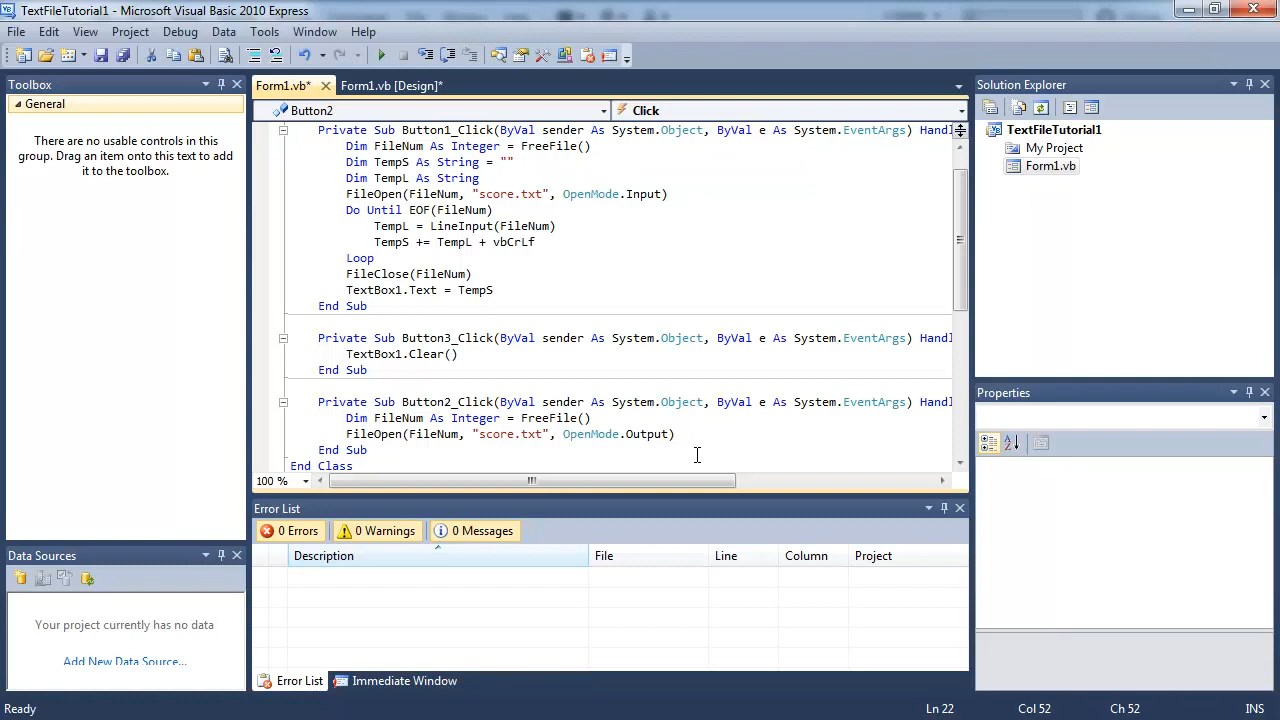 TextFileTutorial1 - Microsoft Visual Basic 2010 Express
File Edit View Project Debug Data Tools Window Help
Toolbox
General
There are no usable controls in this
group. Drag an item onto this text to add
it to the toolbox.
Data Sources
Your project currently has no data
Add New Data Source...
Form1.vb* Form1.vb [Design]*
Button2 Click
Private Sub Button1_Click(ByVal sender As System.Object, ByVal e As System.EventArgs) Handl
Dim FileNum As Integer = FreeFile()
Dim TempS As String = ""
Dim TempL As String
FileOpen(FileNum, "score.txt", OpenMode.Input)
Do Until EOF(FileNum)
TempL = LineInput(FileNum)
TempS += TempL + vbCrLf
Loop
FileClose(FileNum)
TextBox1.Text = TempS
End Sub
Private Sub Button3_Click(ByVal sender As System.Object, ByVal e As System.EventArgs) Handl
TextBox1.Clear()
End Sub
Private Sub Button2_Click(ByVal sender As System.Object, ByVal e As System.EventArgs) Handl
Dim FileNum As Integer = FreeFile()
FileOpen(FileNum, "score.txt", OpenMode.Output)
End Sub
End Class
100 %
Error List
0 Errors 0 Warnings 0 Messages
Description File Line Column Project
Error List Immediate Window
Solution Explorer
TextFileTutorial1
My Project
Form1.vb
Properties
Ready Ln 22 Col 52 Ch 52 INS